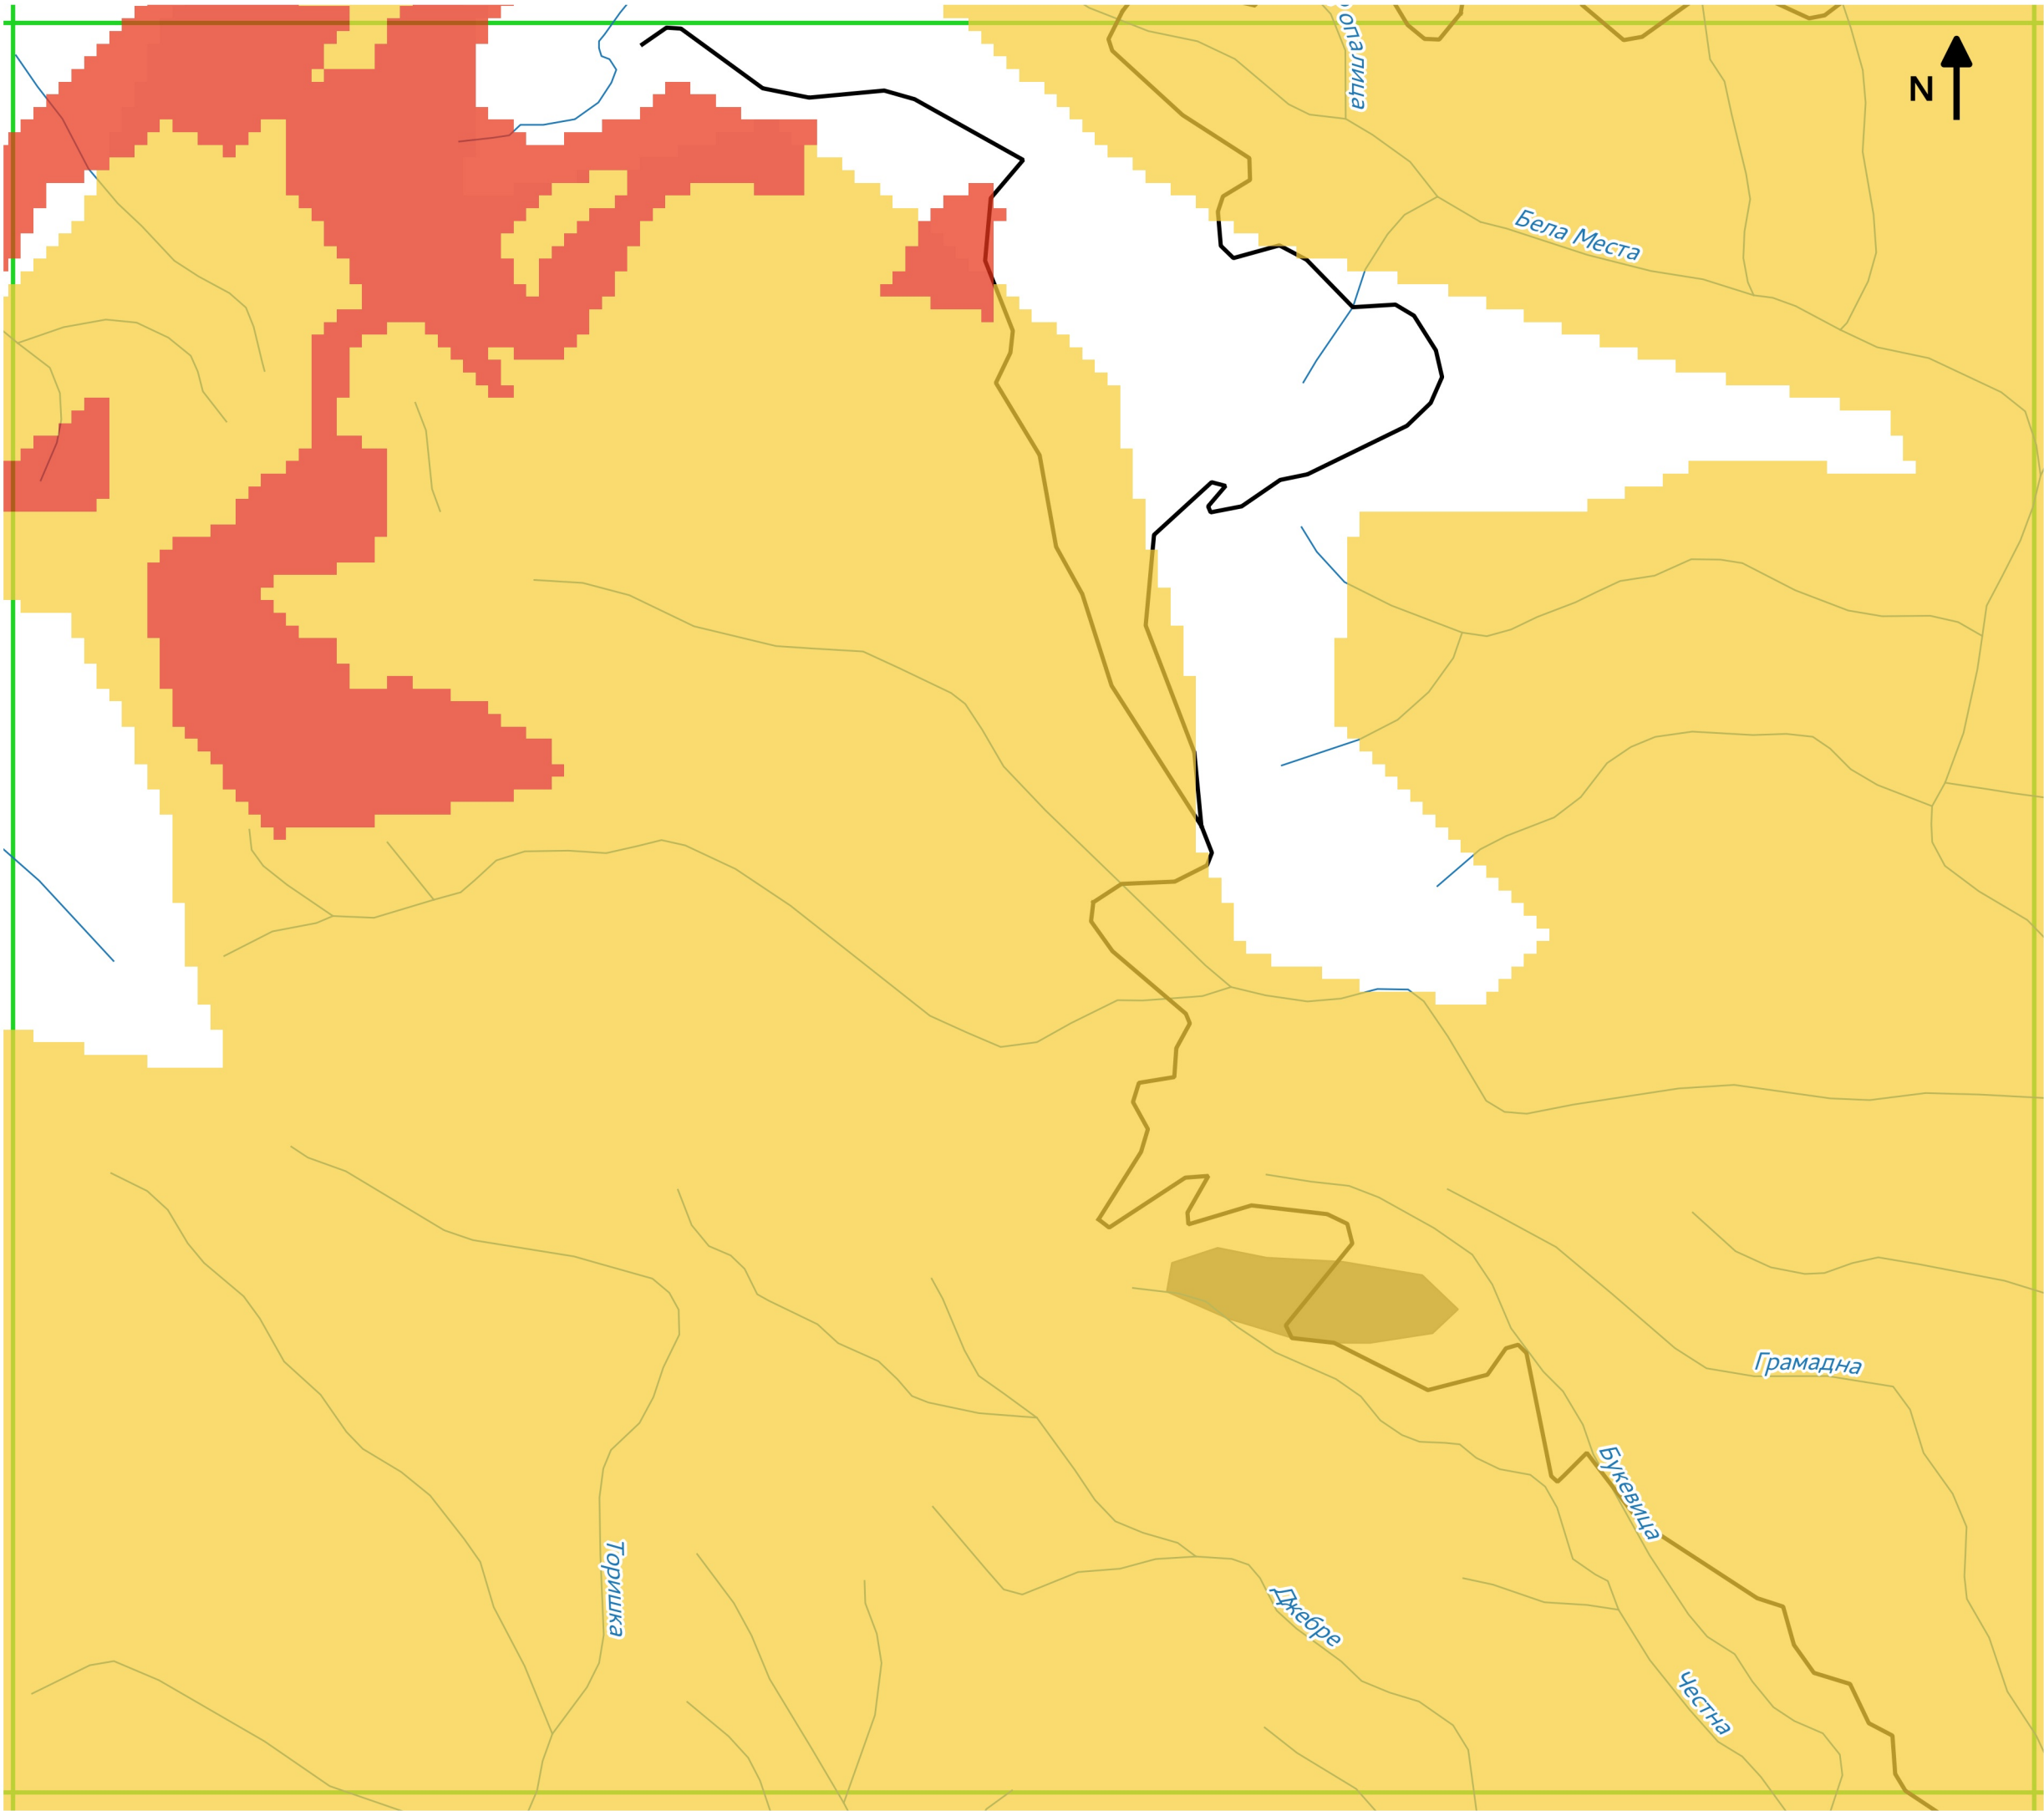 N
Бела Места
Грамадна
Букевица
Торишка
Джебре
Честна